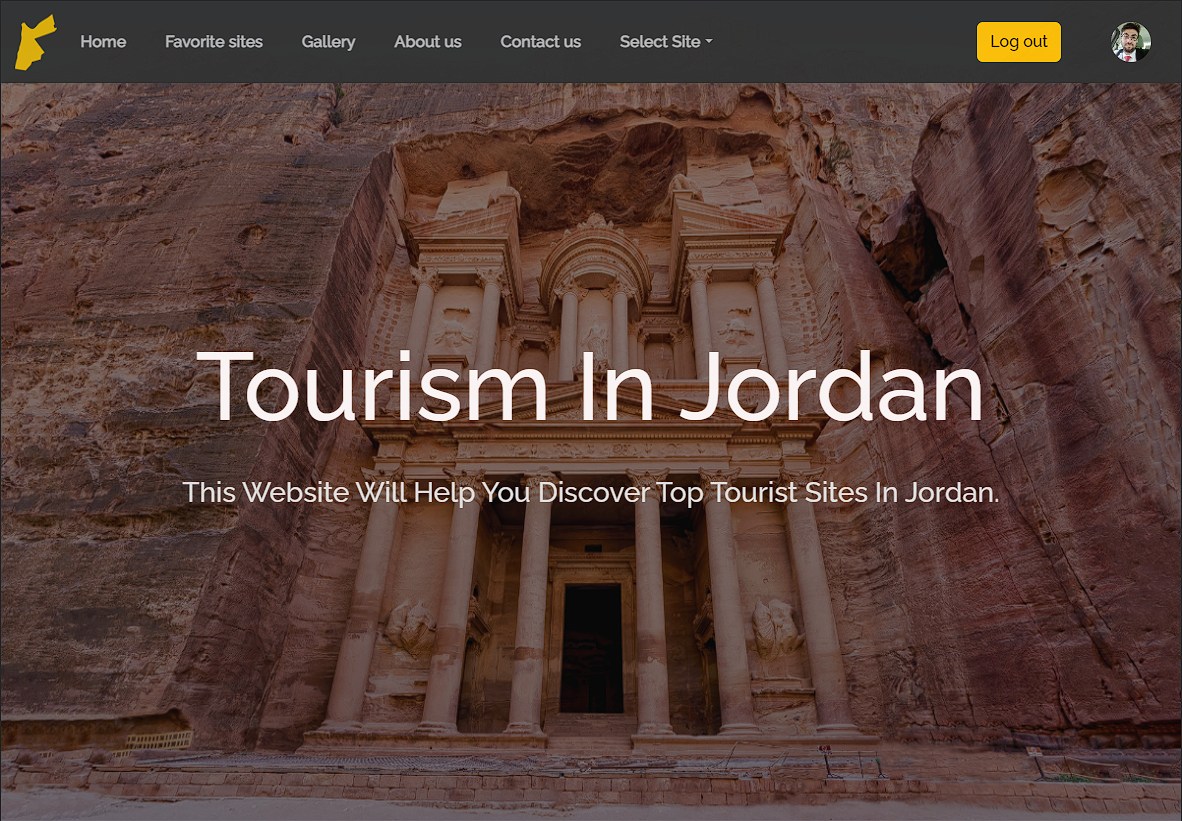 Home
Favorite sites
Gallery
About us
Contact us
Select Site
Log out
Tourism In Jordan
This Website Will Help You Discover Top Tourist Sites In Jordan.